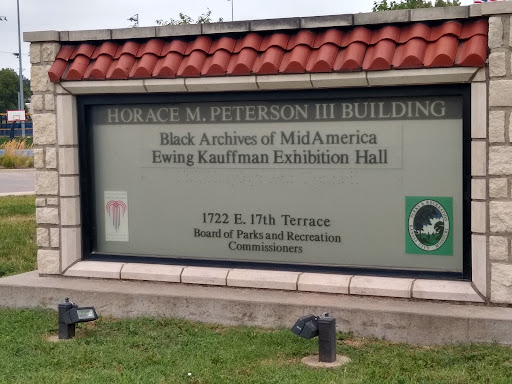 HORACE M. PETERSON III BUILDING
Black Archives of MidAmerica
Ewing Kauffman Exhibition Hall
1722 E. 17th Terrace
Board of Parks and Recreation
Commissioners